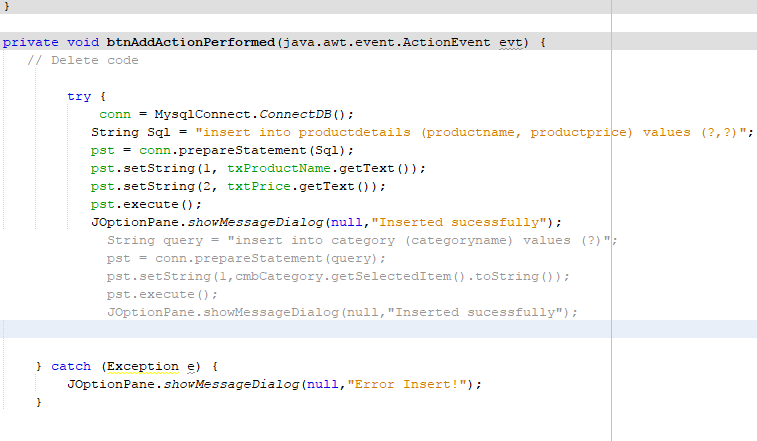 }
private void btnAddActionPerformed(java.awt.event.ActionEvent evt) {
// Delete code
try {
conn = MysqlConnect.ConnectDB();
String Sql = "insert into productdetails (productname, productprice) values (?,?)";
pst = conn.prepareStatement(Sql);
pst.setString(1, txProductName.getText());
pst.setString(2, txtPrice.getText());
pst.execute();
JOptionPane.showMessageDialog(null,"Inserted sucessfully");
String query = "insert into category (categoryname) values (?)";
pst = conn.prepareStatement(query);
pst.setString(1,cmbCategory.getSelectedItem().toString());
pst.execute();
JOptionPane.showMessageDialog(null,"Inserted sucessfully");
} catch (Exception e) {
JOptionPane.showMessageDialog(null,"Error Insert!");
}